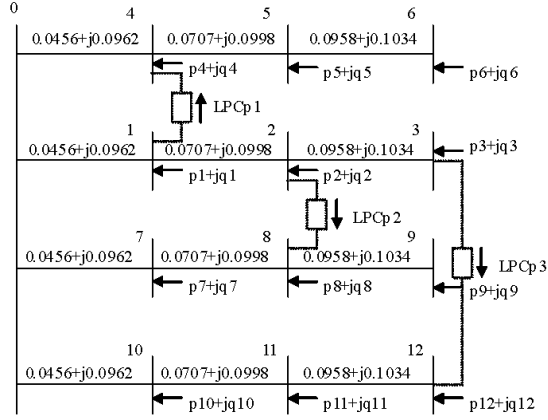 0
4 5 6
0.0456+j0.0962 0.0707+j0.0998 0.0958+j0.1034
p4+jq4 p5+jq5 p6+jq6
LPCp1
1 2 3
0.0456+j0.0962 0.0707+j0.0998 0.0958+j0.1034 p3+jq3
p1+jq1 p2+jq2
LPCp2
7 8 9
0.0456+j0.0962 0.0707+j0.0998 0.0958+j0.1034
LPCp3
p7+jq7 p8+jq8 p9+jq9
10 11 12
0.0456+j0.0962 0.0707+j0.0998 0.0958+j0.1034
p10+jq10 p11+jq11 p12+jq12